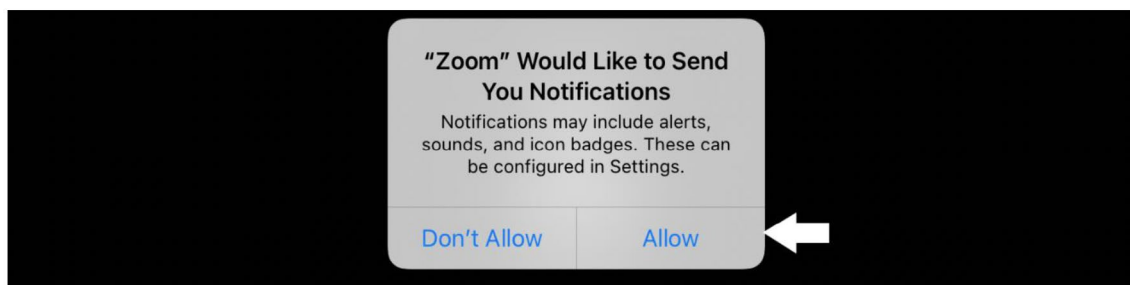 “Zoom” Would Like to Send
You Notifications
Notifications may include alerts,
sounds, and icon badges. These can
be configured in Settings.
Don’t Allow
Allow